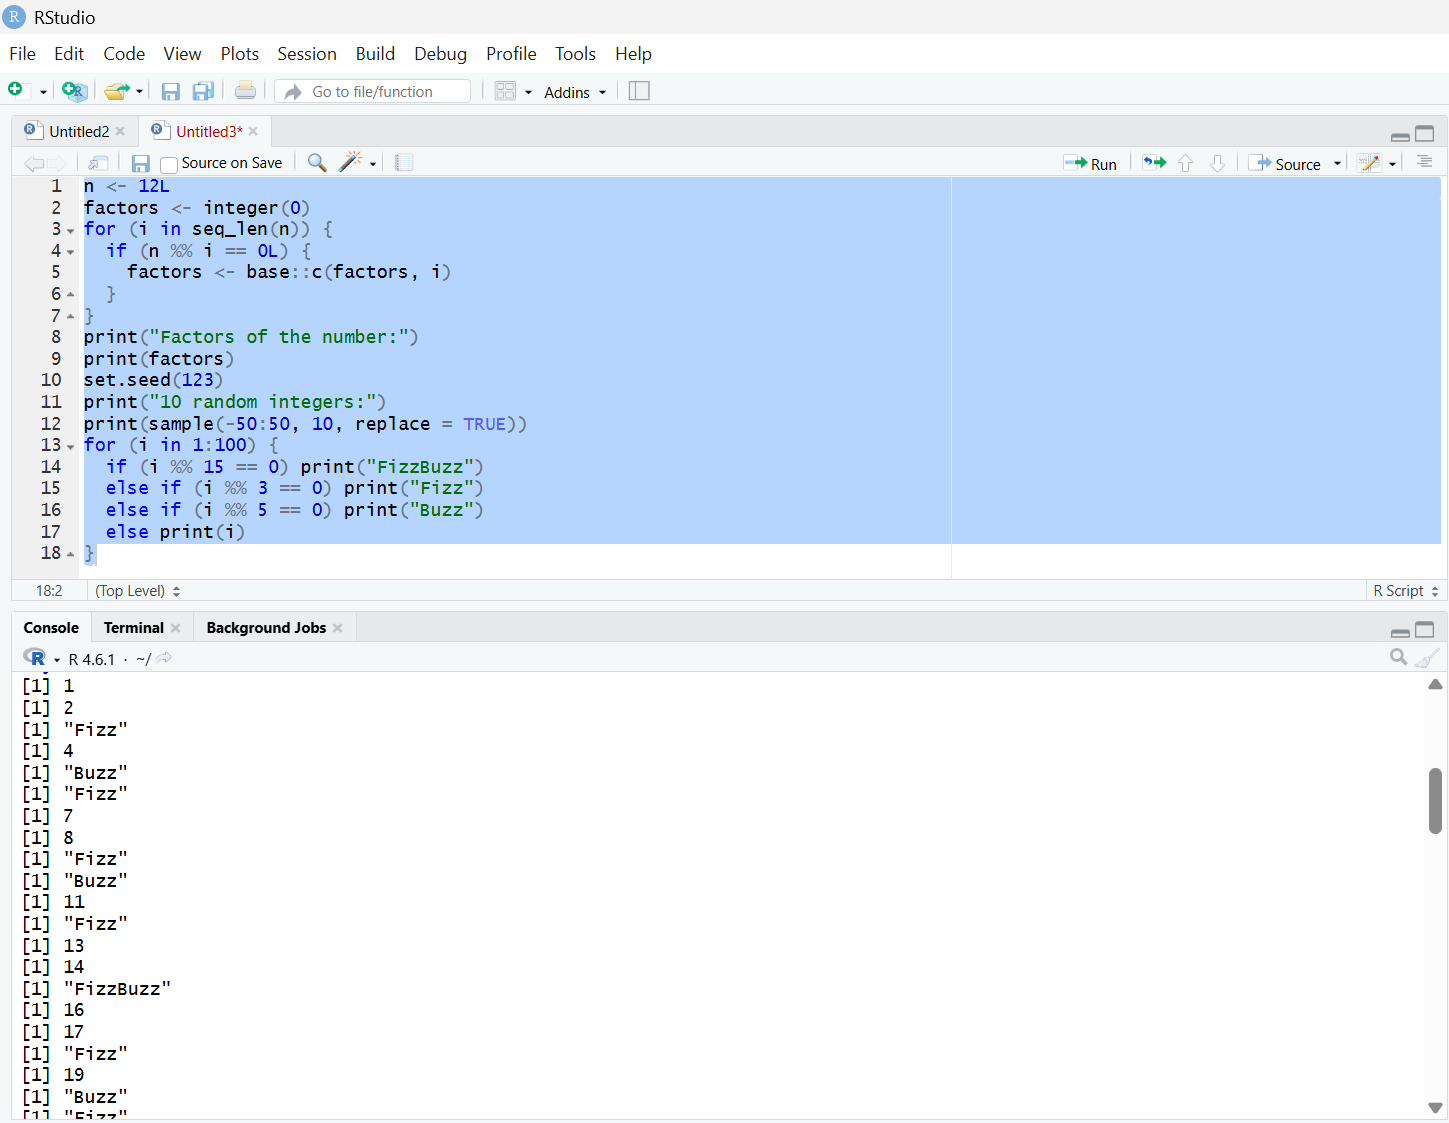 R RStudio
File Edit Code View Plots Session Build Debug Profile Tools Help
Go to file/function Addins
Untitled2 Untitled3*
Source on Save Run Source
1 n <- 12L
2 factors <- integer(0)
3 for (i in seq_len(n)) {
4   if (n %% i == 0L) {
5     factors <- base::c(factors, i)
6   }
7 }
8 print("Factors of the number:")
9 print(factors)
10 set.seed(123)
11 print("10 random integers:")
12 print(sample(-50:50, 10, replace = TRUE))
13 for (i in 1:100) {
14   if (i %% 15 == 0) print("FizzBuzz")
15   else if (i %% 3 == 0) print("Fizz")
16   else if (i %% 5 == 0) print("Buzz")
17   else print(i)
18 }
18:2 (Top Level) R Script
Console Terminal Background Jobs
R R 4.6.1 · ~/
[1] 1
[1] 2
[1] "Fizz"
[1] 4
[1] "Buzz"
[1] "Fizz"
[1] 7
[1] 8
[1] "Fizz"
[1] "Buzz"
[1] 11
[1] "Fizz"
[1] 13
[1] 14
[1] "FizzBuzz"
[1] 16
[1] 17
[1] "Fizz"
[1] 19
[1] "Buzz"
[1] "Fizz"